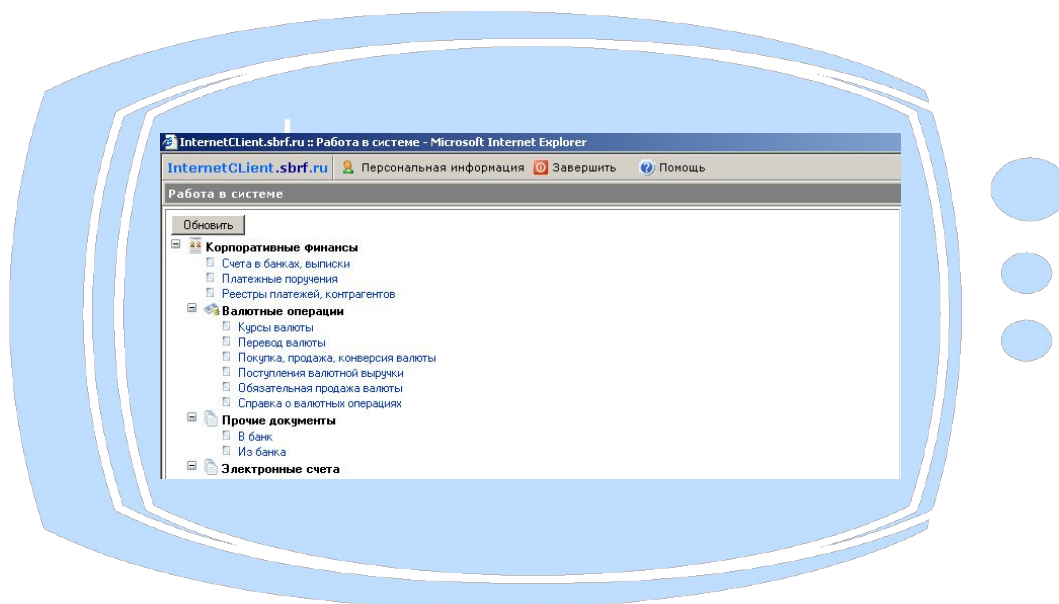 InternetCLient.sbrf.ru :: Работа в системе - Microsoft Internet Explorer
InternetCLient.sbrf.ru Персональная информация Завершить Помощь
Работа в системе
Обновить
Корпоративные финансы
Счета в банках, выписки
Платежные поручения
Реестры платежей, контрагентов
Валютные операции
Курсы валюты
Перевод валюты
Покупка, продажа, конверсия валюты
Поступления валютной выручки
Обязательная продажа валюты
Справка о валютных операциях
Прочие документы
В банк
Из банка
Электронные счета